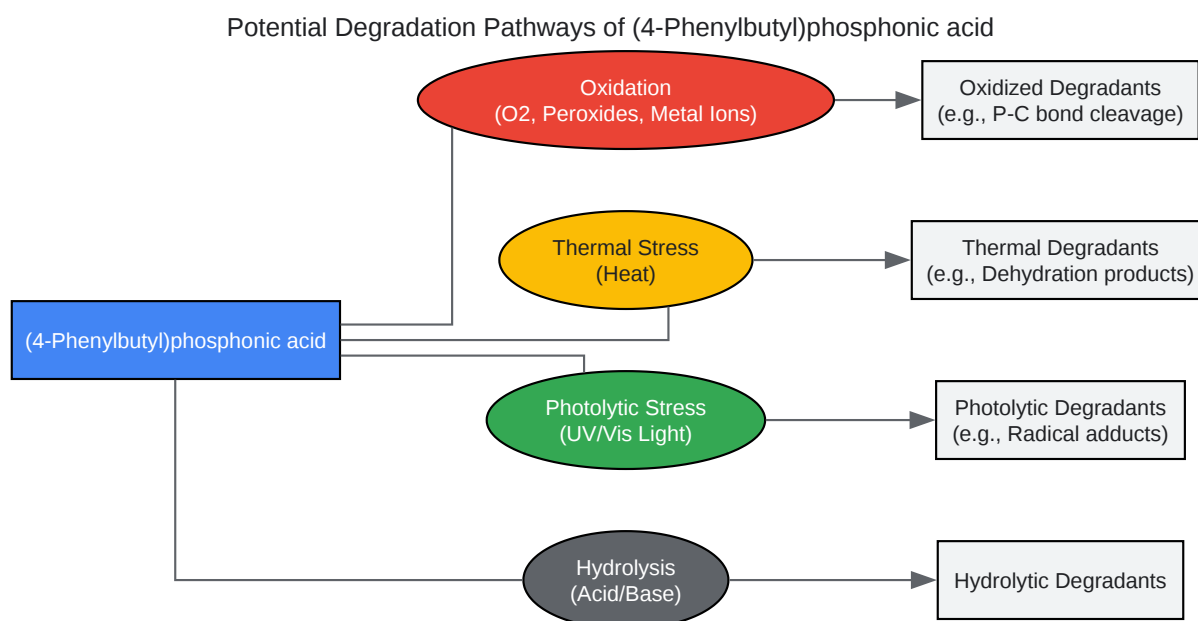 Potential Degradation Pathways of (4-Phenylbutyl)phosphonic acid
Oxidation
(O2, Peroxides, Metal Ions)
Oxidized Degradants
(e.g., P-C bond cleavage)
Thermal Stress
(Heat)
Thermal Degradants
(e.g., Dehydration products)
(4-Phenylbutyl)phosphonic acid
Photolytic Stress
(UV/Vis Light)
Photolytic Degradants
(e.g., Radical adducts)
Hydrolysis
(Acid/Base)
Hydrolytic Degradants